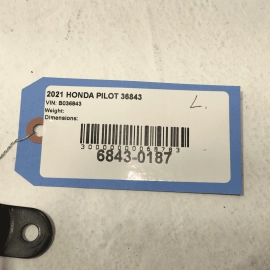 2021 HONDA PILOT 36843
VIN: B036843
Weight:
Dimensions:
L.
6843-0187